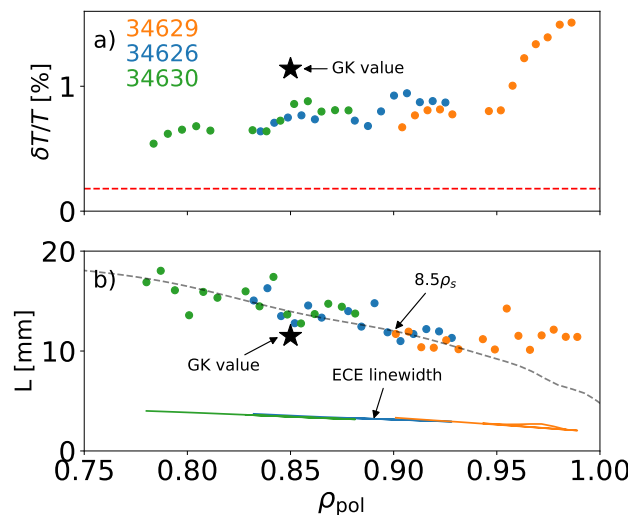 a)
34629
34626
34630
GK value
δT/T [%]
1
0
b)
20
8.5ρs
GK value
ECE linewidth
L [mm]
10
0
0.75 0.80 0.85 0.90 0.95 1.00
ρpol